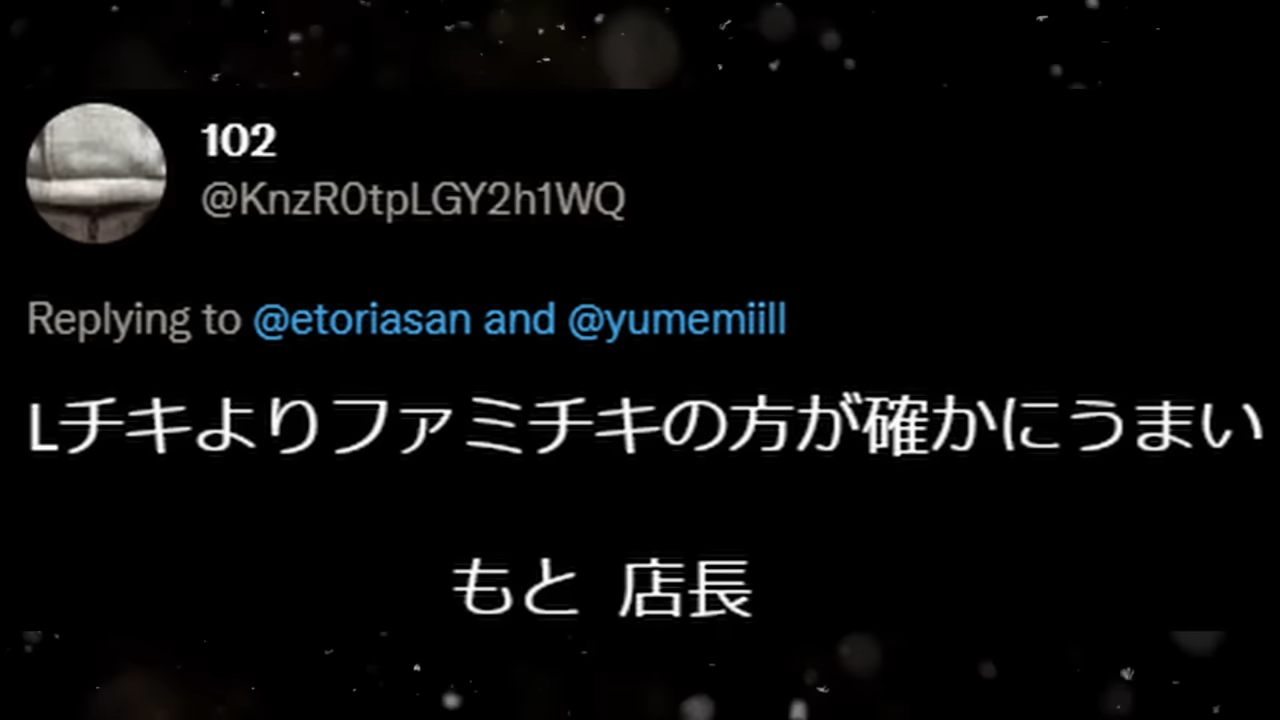 102
@KnzR0tpLGY2h1WQ
Replying to @etoriasan and @yumemiill
Lチキよりファミチキの方が確かにうまい
もと 店長